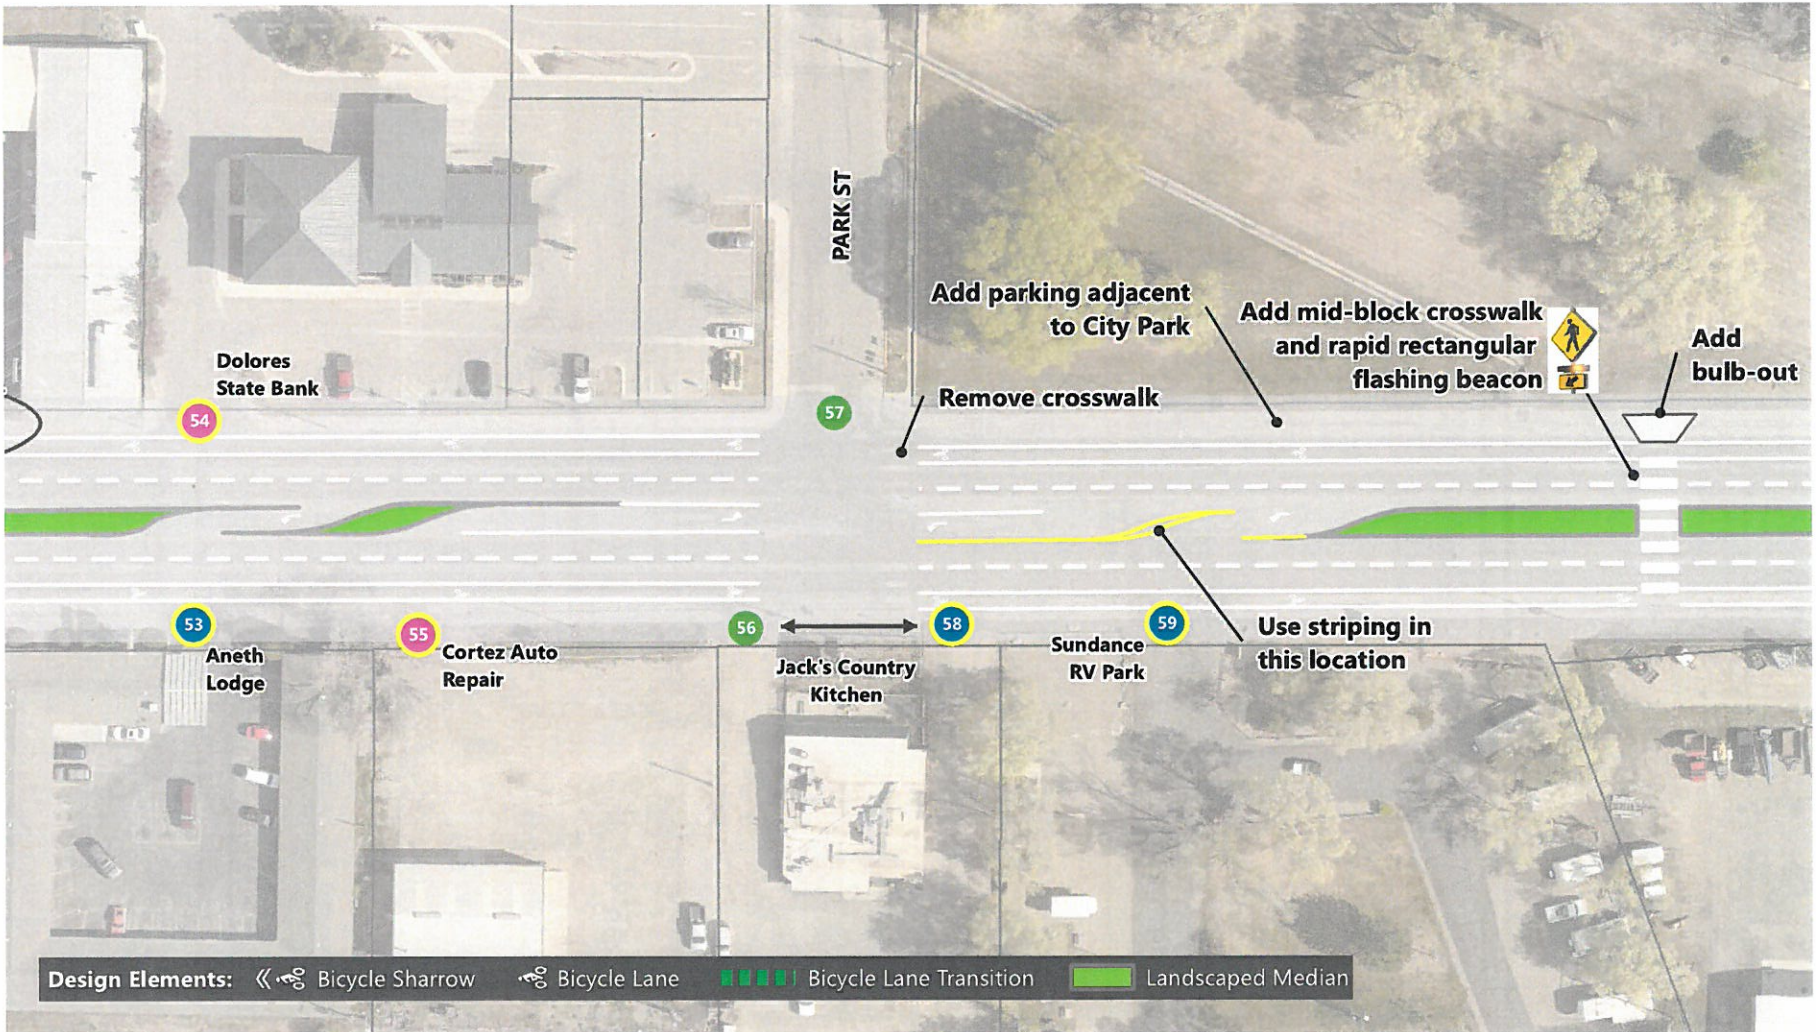 PARK ST
Add parking adjacent
to City Park
Add mid-block crosswalk
and rapid rectangular
flashing beacon
Add
bulb-out
Dolores
State Bank
54
57
Remove crosswalk
53
Aneth
Lodge
55
Cortez Auto
Repair
56
Jack's Country
Kitchen
58
59
Sundance
RV Park
Use striping in
this location
Design Elements: Bicycle Sharrow Bicycle Lane Bicycle Lane Transition Landscaped Median